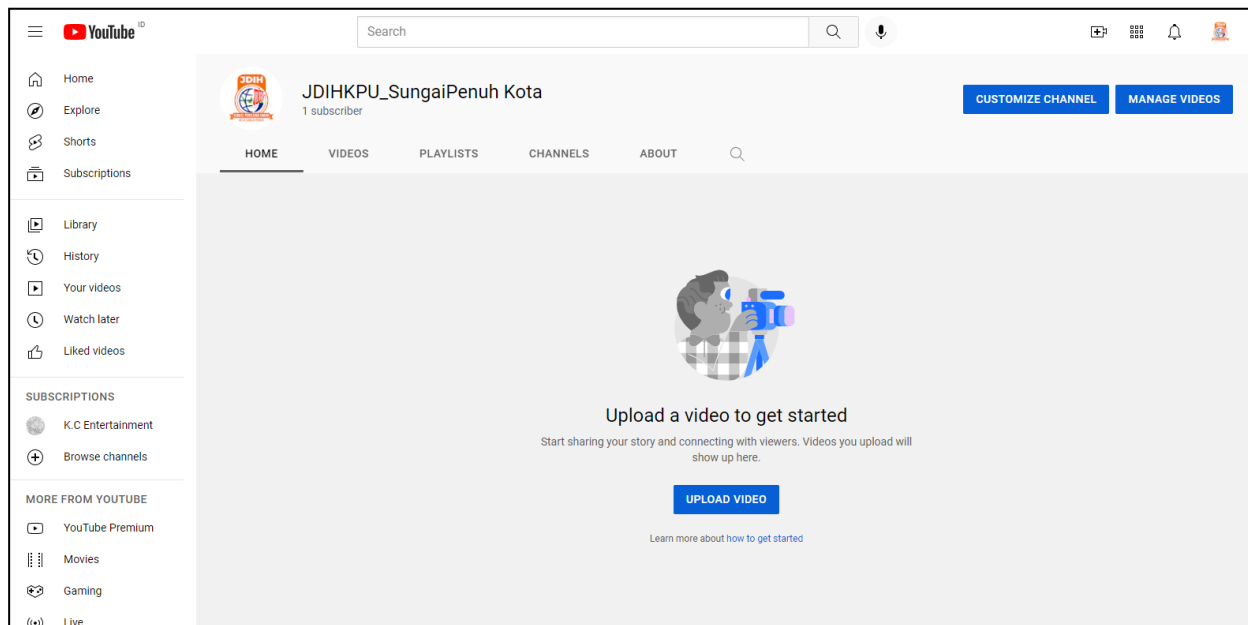 YouTube ID
Search
Home
Explore
Shorts
Subscriptions
Library
History
Your videos
Watch later
Liked videos
SUBSCRIPTIONS
K.C Entertainment
Browse channels
MORE FROM YOUTUBE
YouTube Premium
Movies
Gaming
Live
JDIH
JDIHKPU_SungaiPenuh Kota
1 subscriber
CUSTOMIZE CHANNEL
MANAGE VIDEOS
HOME VIDEOS PLAYLISTS CHANNELS ABOUT
Upload a video to get started
Start sharing your story and connecting with viewers. Videos you upload will
show up here.
UPLOAD VIDEO
Learn more about how to get started